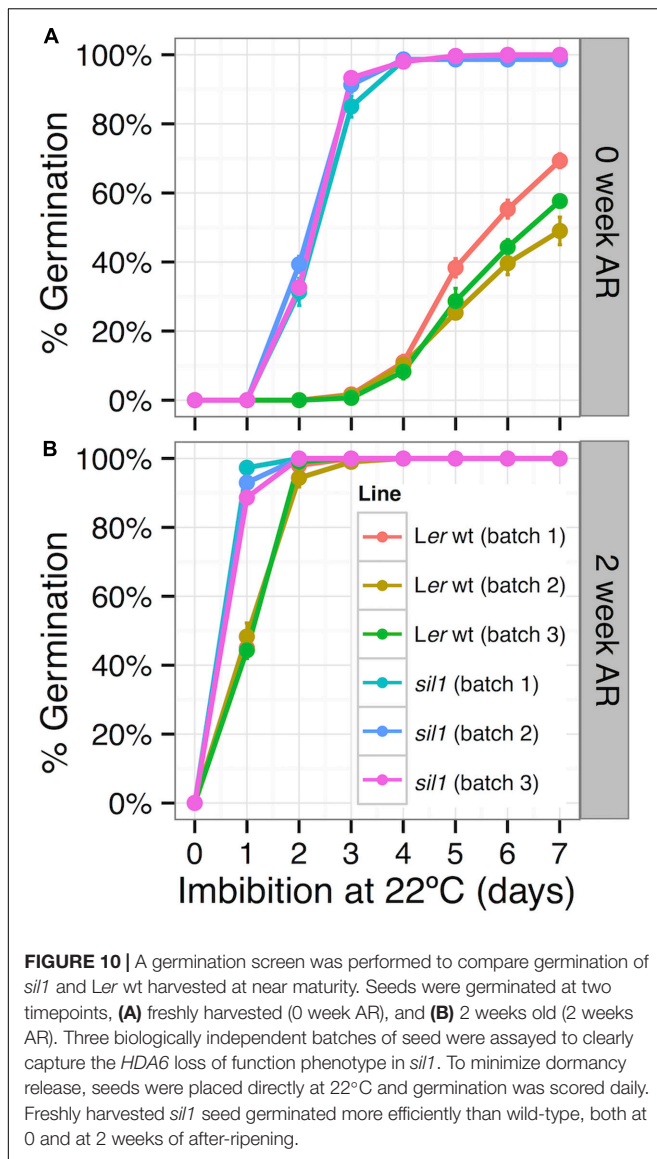 A
100%
80%
60%
40%
20%
0%
% Germination
0 week AR
B
100%
80%
60%
40%
20%
0%
% Germination
2 week AR
Line
Ler wt (batch 1)
Ler wt (batch 2)
Ler wt (batch 3)
sil1 (batch 1)
sil1 (batch 2)
sil1 (batch 3)
0 1 2 3 4 5 6 7
Imbibition at 22ºC (days)
FIGURE 10 | A germination screen was performed to compare germination of
sil1 and Ler wt harvested at near maturity. Seeds were germinated at two
timepoints, (A) freshly harvested (0 week AR), and (B) 2 weeks old (2 weeks
AR). Three biologically independent batches of seed were assayed to clearly
capture the HDA6 loss of function phenotype in sil1. To minimize dormancy
release, seeds were placed directly at 22°C and germination was scored daily.
Freshly harvested sil1 seed germinated more efficiently than wild-type, both at
0 and at 2 weeks of after-ripening.